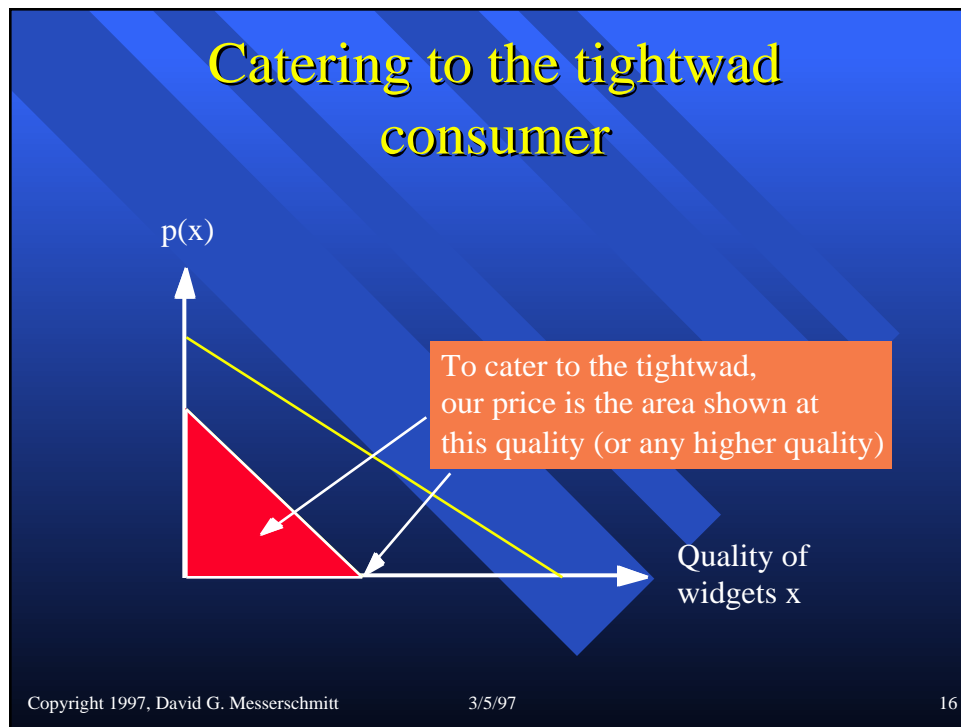 Catering to the tightwad
consumer
p(x)
To cater to the tightwad,
our price is the area shown at
this quality (or any higher quality)
Quality of
widgets x
Copyright 1997, David G. Messerschmitt 3/5/97 16